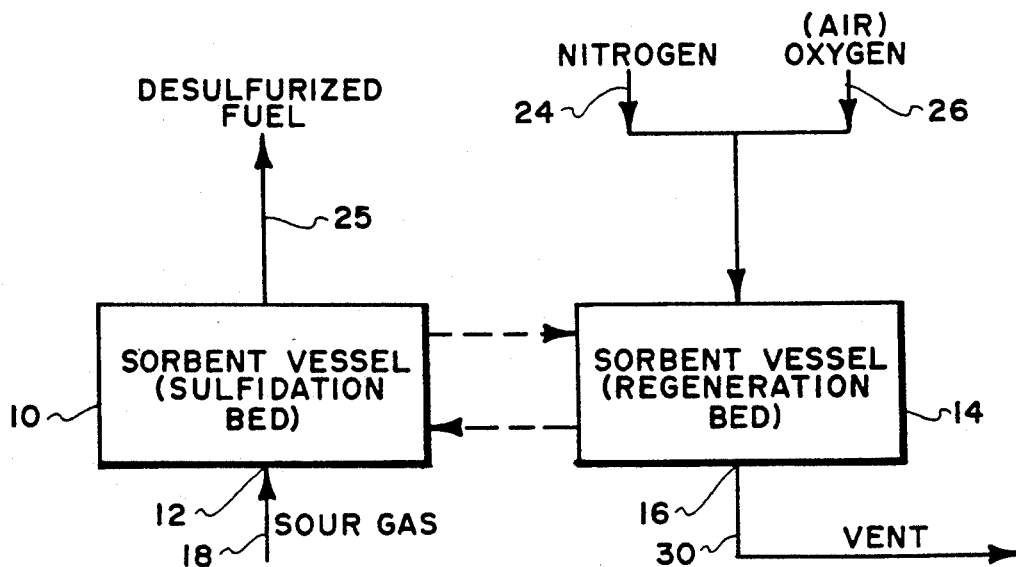 (AIR)
NITROGEN OXYGEN
24 26
DESULFURIZED
FUEL
25
SORBENT VESSEL
(SULFIDATION
BED)
10
SORBENT VESSEL
(REGENERATION
BED)
14
12
SOUR GAS
18
16
30
VENT